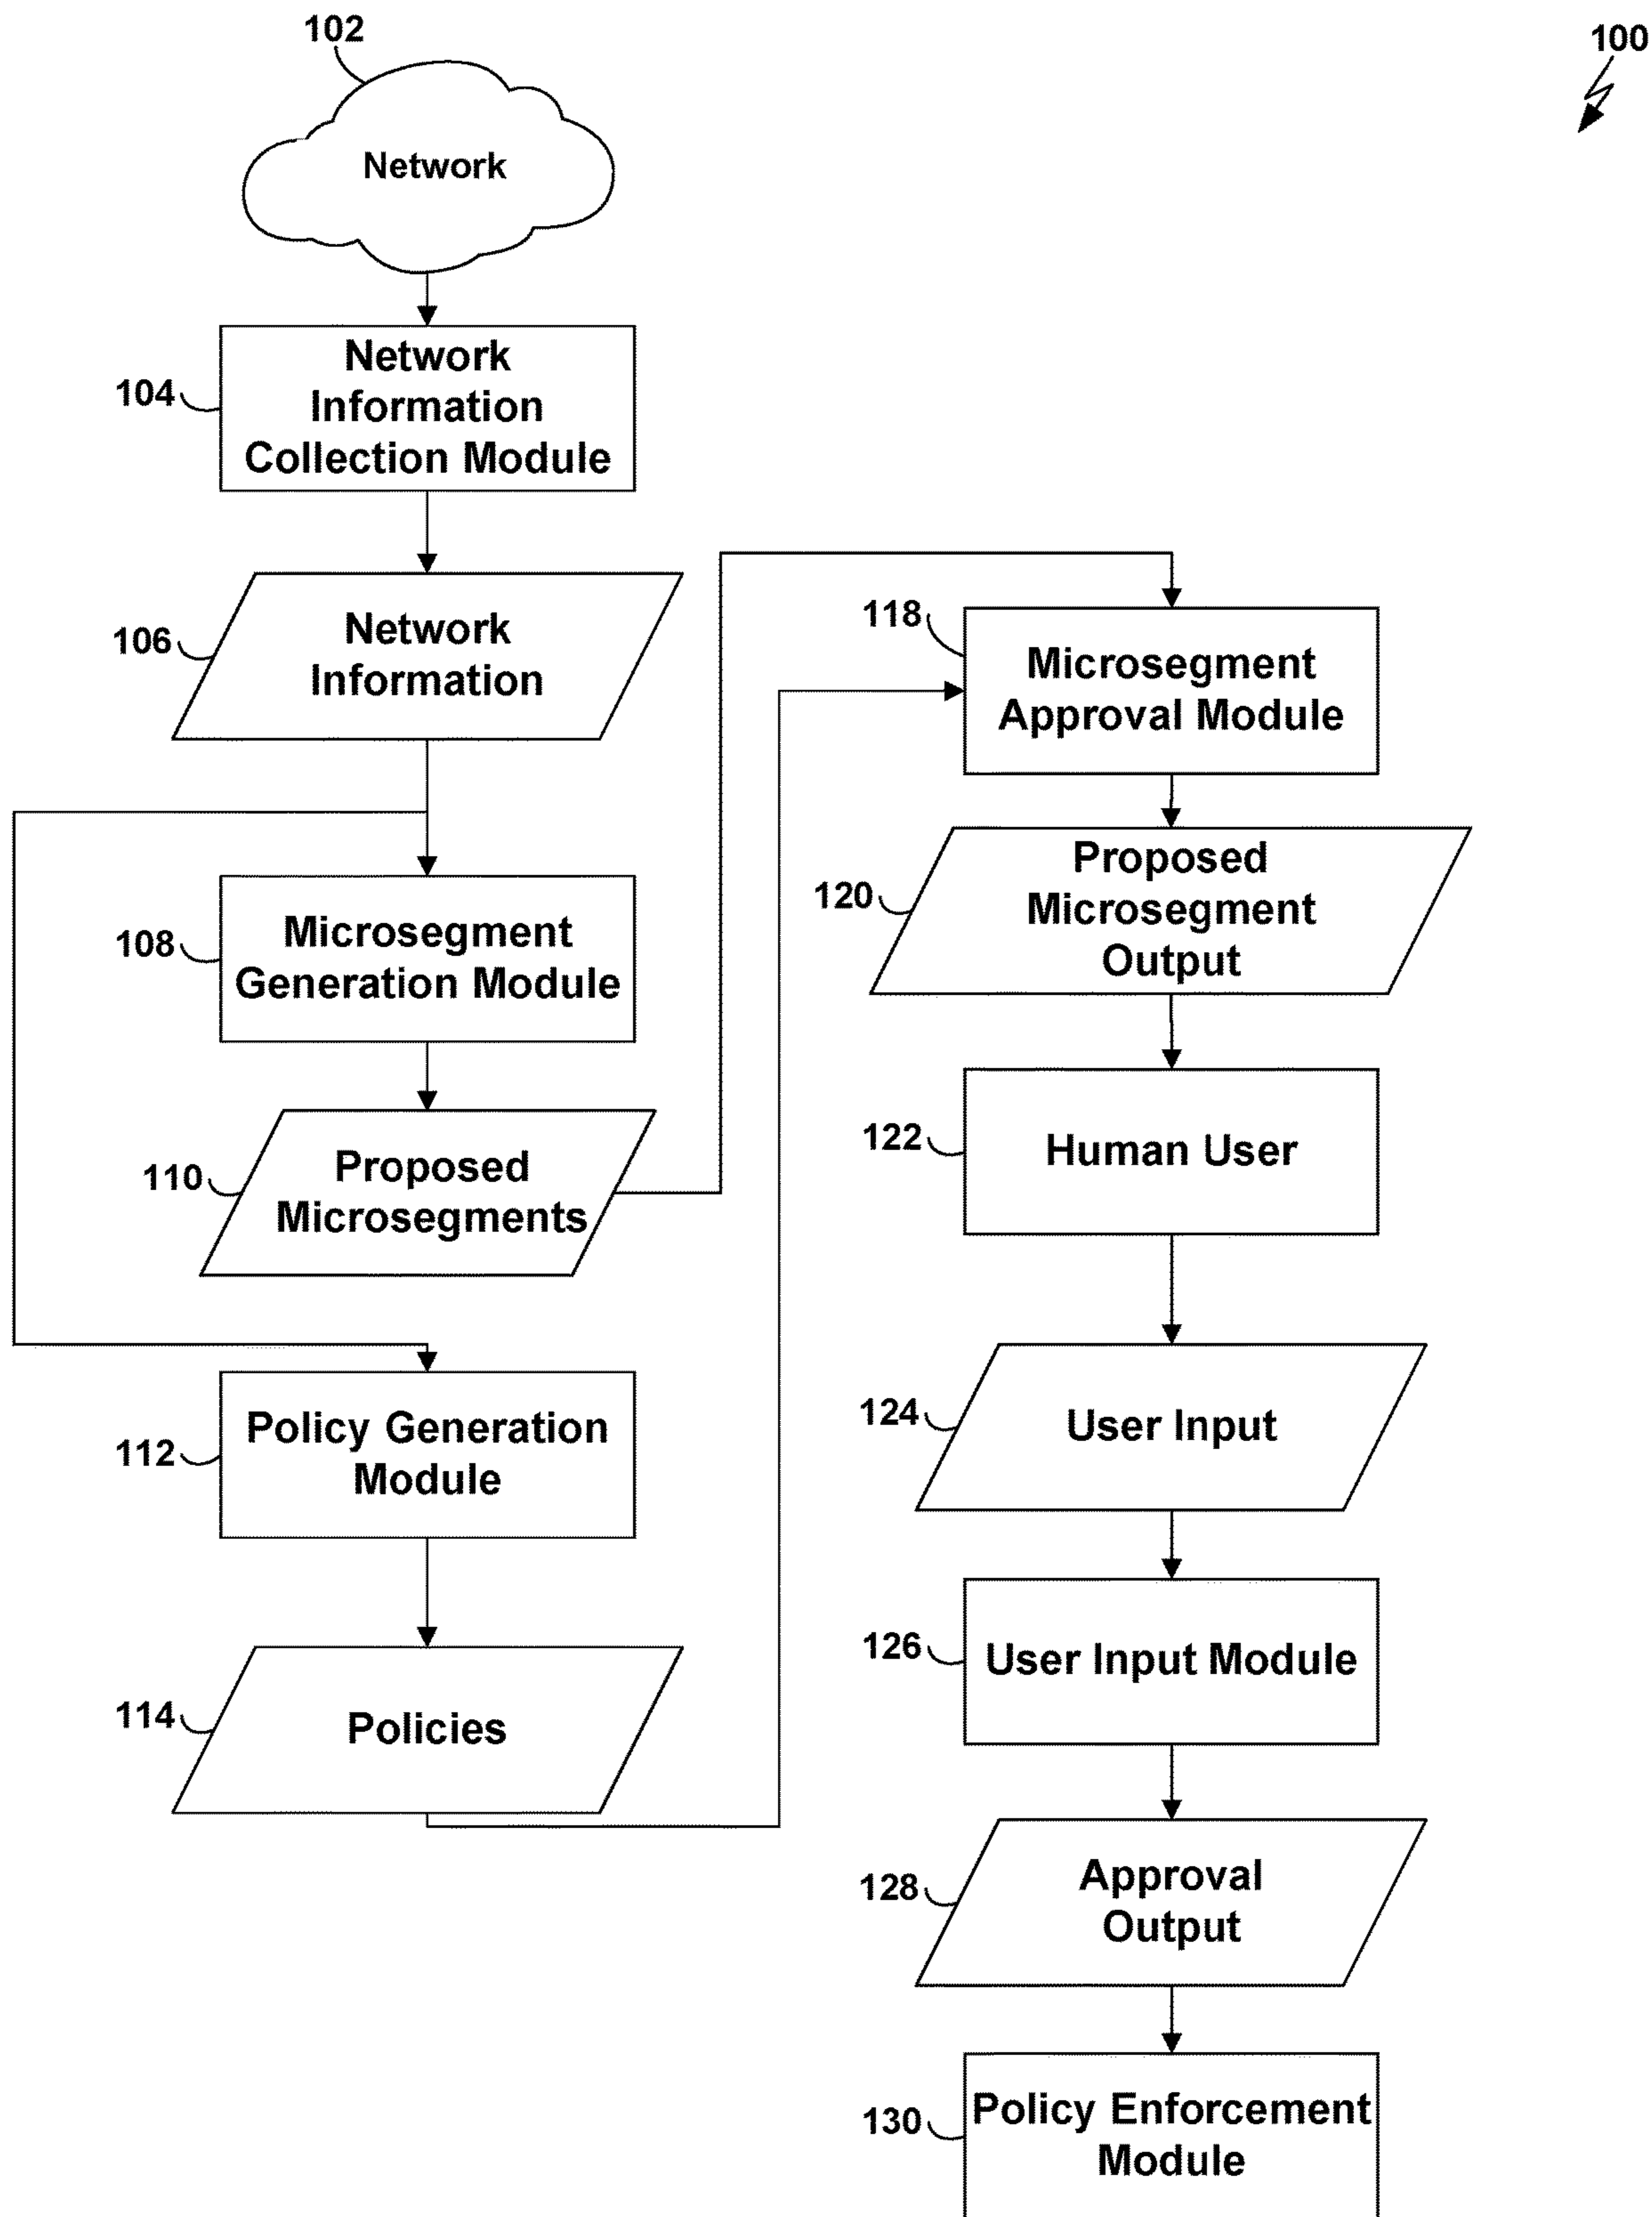 102
100
Network
104
Network
Information
Collection Module
106
Network
Information
108
Microsegment
Generation Module
110
Proposed
Microsegments
112
Policy Generation
Module
114
Policies
118
Microsegment
Approval Module
120
Proposed
Microsegment
Output
122
Human User
124
User Input
126
User Input Module
128
Approval
Output
130
Policy Enforcement
Module